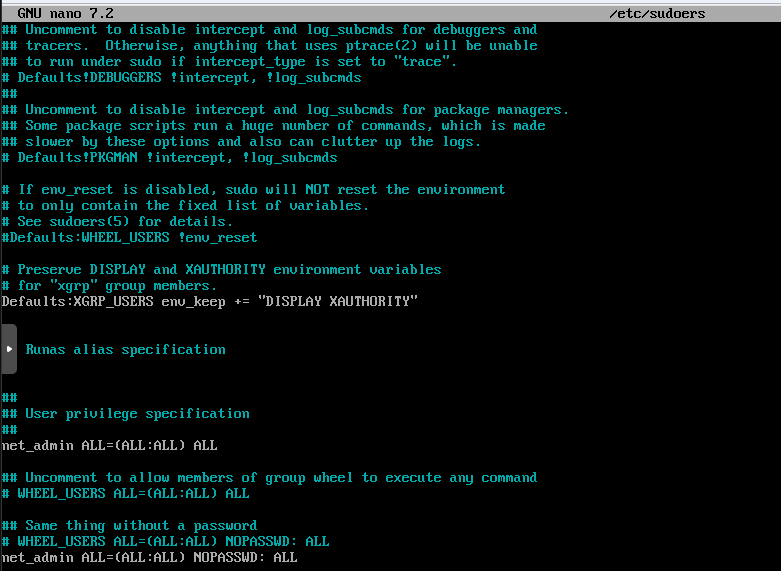 GNU nano 7.2 /etc/sudoers
## Uncomment to disable intercept and log_subcmds for debuggers and
## tracers.  Otherwise, anything that uses ptrace(2) will be unable
## to run under sudo if intercept_type is set to "trace".
# Defaults!DEBUGGERS !intercept, !log_subcmds
##
## Uncomment to disable intercept and log_subcmds for package managers.
## Some package scripts run a huge number of commands, which is made
## slower by these options and also can clutter up the logs.
# Defaults!PKGMAN !intercept, !log_subcmds
# If env_reset is disabled, sudo will NOT reset the environment
# to only contain the fixed list of variables.
# See sudoers(5) for details.
#Defaults:WHEEL_USERS !env_reset
# Preserve DISPLAY and XAUTHORITY environment variables
# for "xgrp" group members.
Defaults:XGRP_USERS env_keep += "DISPLAY XAUTHORITY"
Runas alias specification
##
## User privilege specification
##
net_admin ALL=(ALL:ALL) ALL
## Uncomment to allow members of group wheel to execute any command
# WHEEL_USERS ALL=(ALL:ALL) ALL
## Same thing without a password
# WHEEL_USERS ALL=(ALL:ALL) NOPASSWD: ALL
net_admin ALL=(ALL:ALL) NOPASSWD: ALL